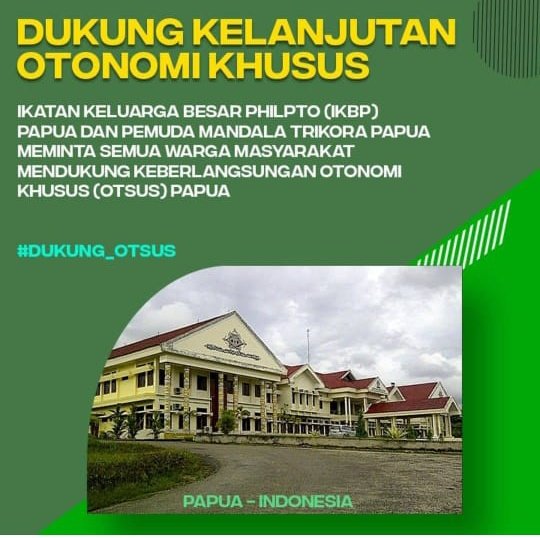 DUKUNG KELANJUTAN
OTONOMI KHUSUS
IKATAN KELUARGA BESAR PHILPTO (IKBP)
PAPUA DAN PEMUDA MANDALA TRIKORA PAPUA
MEMINTA SEMUA WARGA MASYARAKAT
MENDUKUNG KEBERLANGSUNGAN OTONOMI
KHUSUS (OTSUS) PAPUA
#DUKUNG_OTSUS
PAPUA - INDONESIA